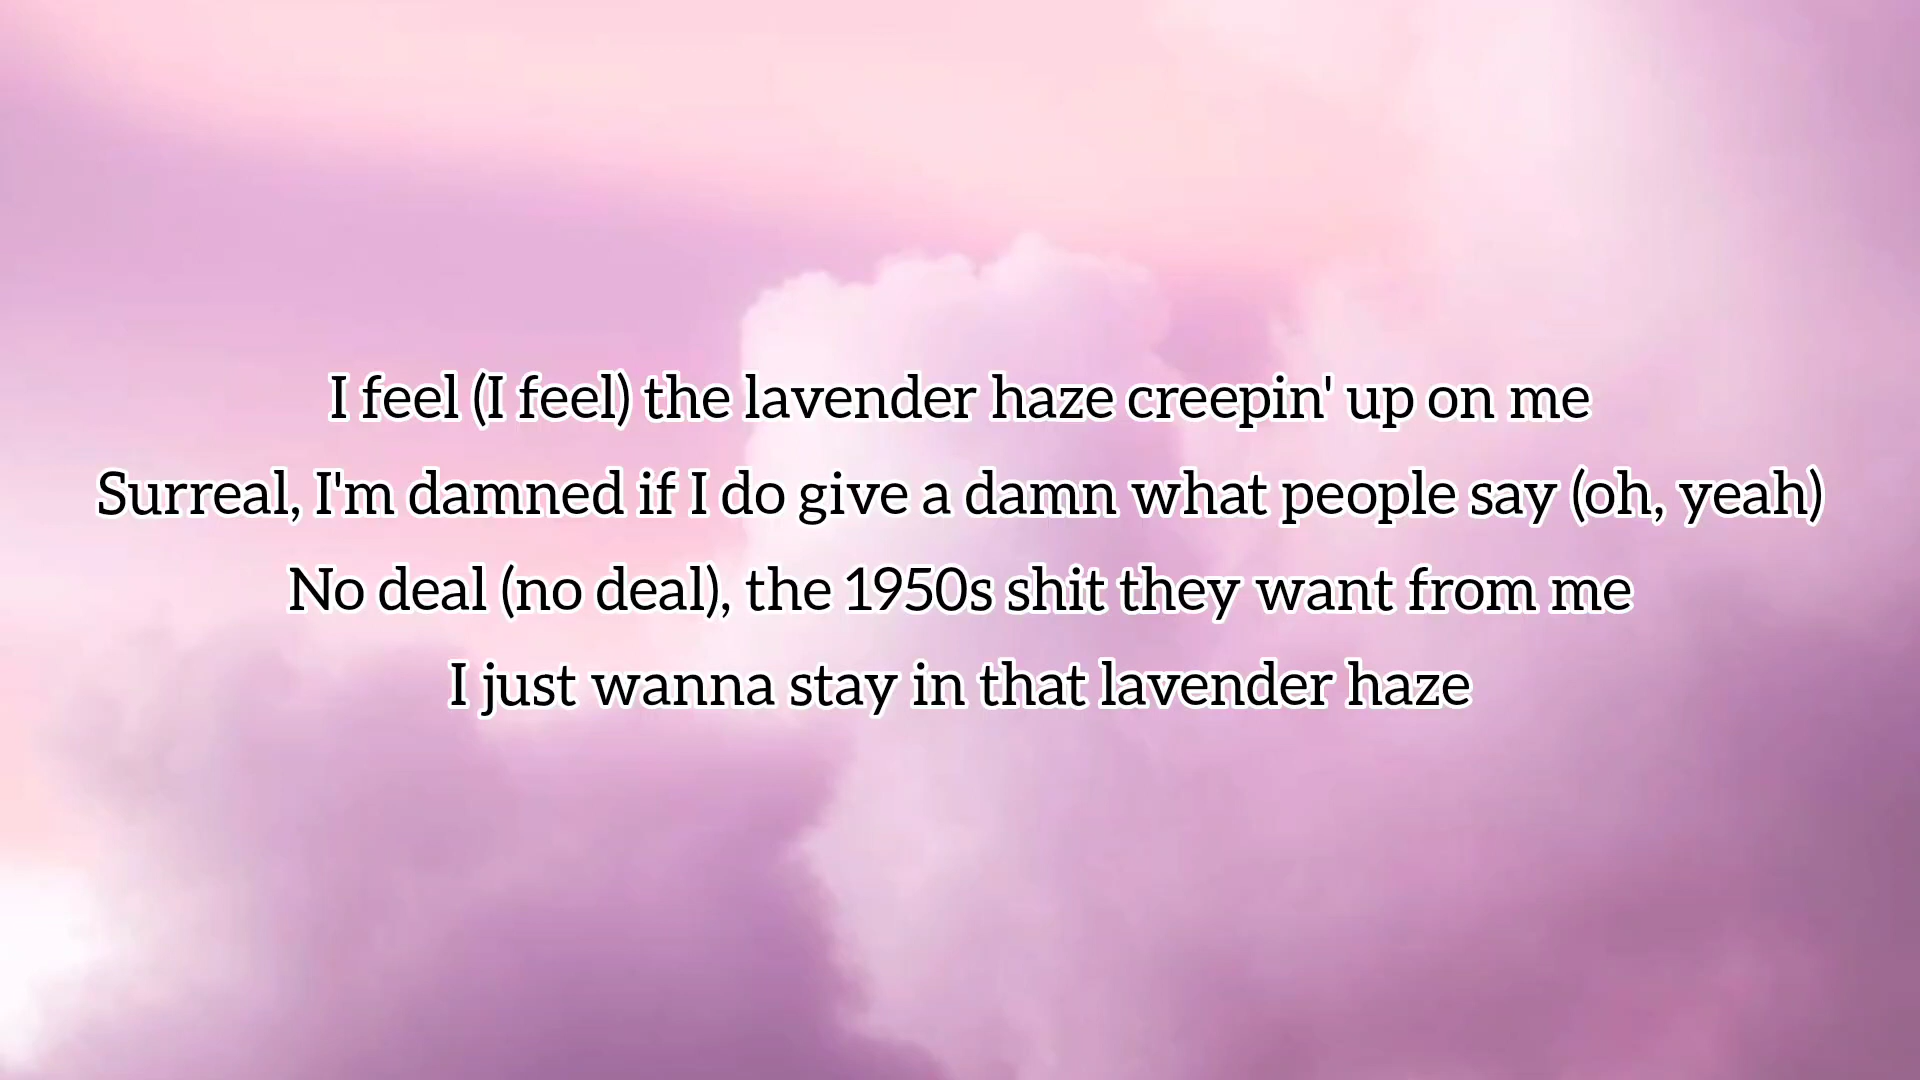 I feel (I feel) the lavender haze creepin' up on me
Surreal, I'm damned if I do give a damn what people say (oh, yeah)
No deal (no deal), the 1950s shit they want from me
I just wanna stay in that lavender haze